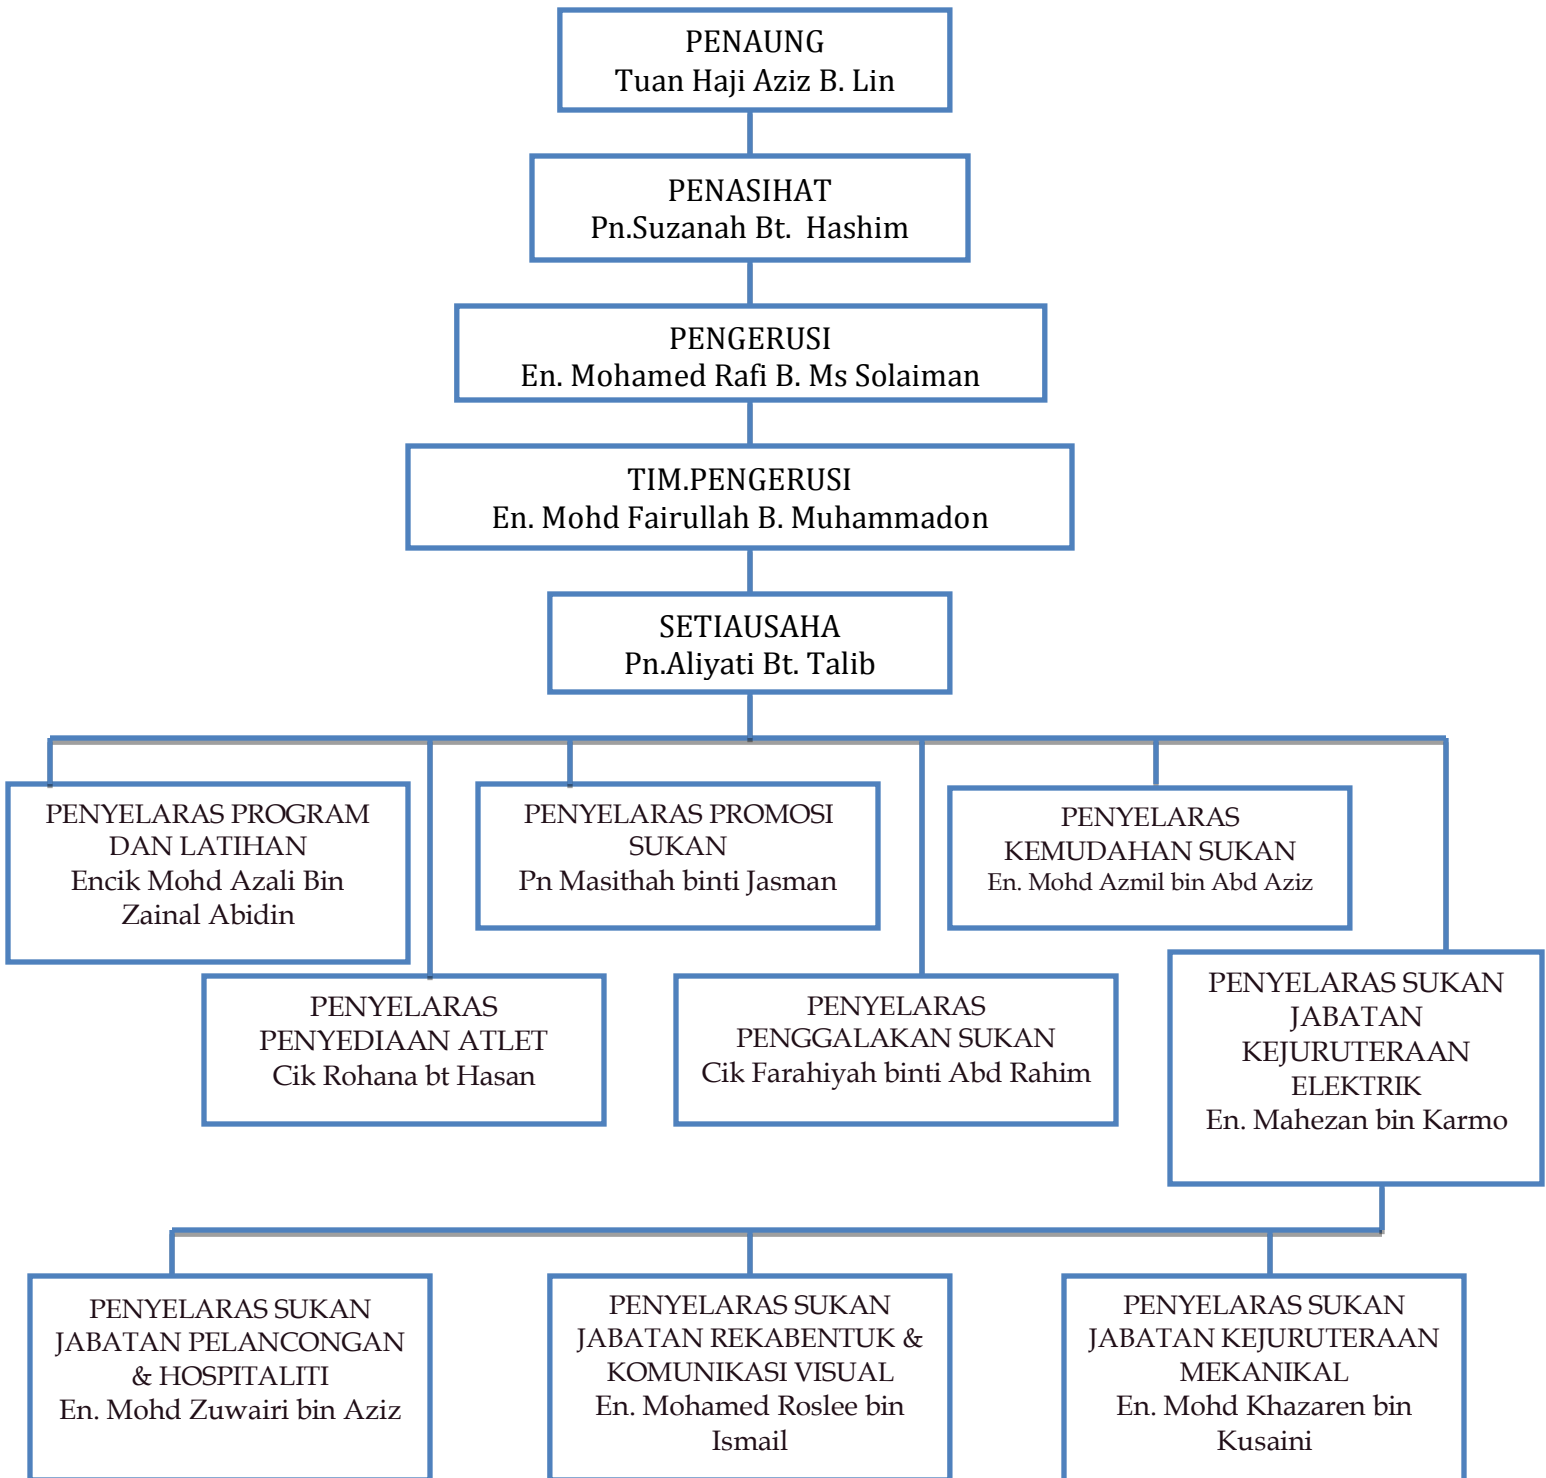 PENAUNG
Tuan Haji Aziz B. Lin
PENASIHAT
Pn.Suzanah Bt.  Hashim
PENGERUSI
En. Mohamed Rafi B. Ms Solaiman
TIM.PENGERUSI
En. Mohd Fairullah B. Muhammadon
SETIAUSAHA
Pn.Aliyati Bt. Talib
PENYELARAS PROGRAM
DAN LATIHAN
Encik Mohd Azali Bin
Zainal Abidin
PENYELARAS PROMOSI
SUKAN
Pn Masithah binti Jasman
PENYELARAS
KEMUDAHAN SUKAN
En. Mohd Azmil bin Abd Aziz
PENYELARAS
PENYEDIAAN ATLET
Cik Rohana bt Hasan
PENYELARAS
PENGGALAKAN SUKAN
Cik Farahiyah binti Abd Rahim
PENYELARAS SUKAN
JABATAN
KEJURUTERAAN
ELEKTRIK
En. Mahezan bin Karmo
PENYELARAS SUKAN
JABATAN PELANCONGAN
& HOSPITALITI
En. Mohd Zuwairi bin Aziz
PENYELARAS SUKAN
JABATAN REKABENTUK &
KOMUNIKASI VISUAL
En. Mohamed Roslee bin
Ismail
PENYELARAS SUKAN
JABATAN KEJURUTERAAN
MEKANIKAL
En. Mohd Khazaren bin
Kusaini